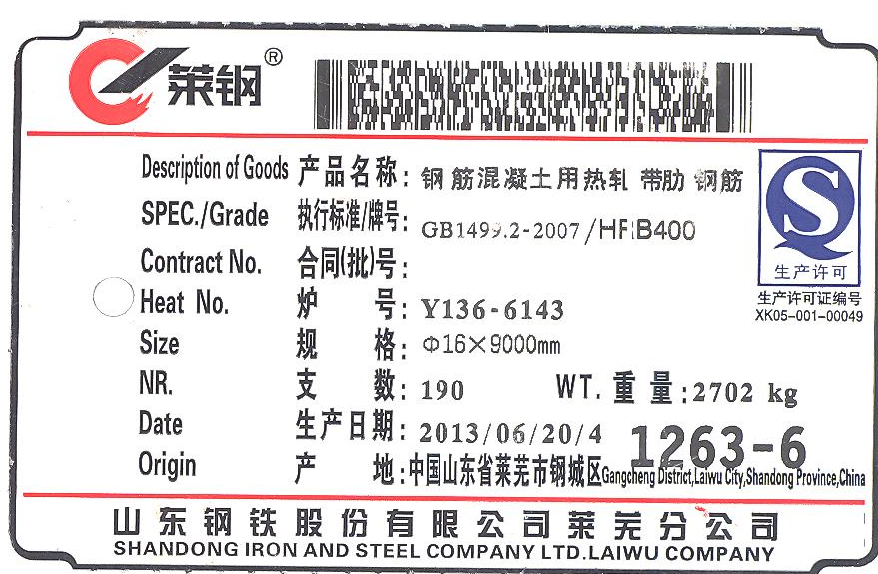 莱钢®
Description of Goods 产品名称: 钢筋混凝土用热轧 带肋 钢筋
SPEC./Grade 执行标准/牌号: GB1499.2-2007/HRB400
Contract No. 合同(批)号:
Heat No. 炉 号: Y136-6143
Size 规 格: Φ16×9000mm
NR. 支 数: 190 WT. 重 量: 2702 kg
Date 生产日期: 2013/06/20/4 1263-6
Origin 产 地: 中国山东省莱芜市钢城区Gangcheng District,Laiwu City,Shandong Province,China
生产许可
生产许可证编号
XK05-001-00049
山东钢铁股份有限公司莱芜分公司
SHANDONG IRON AND STEEL COMPANY LTD.LAIWU COMPANY